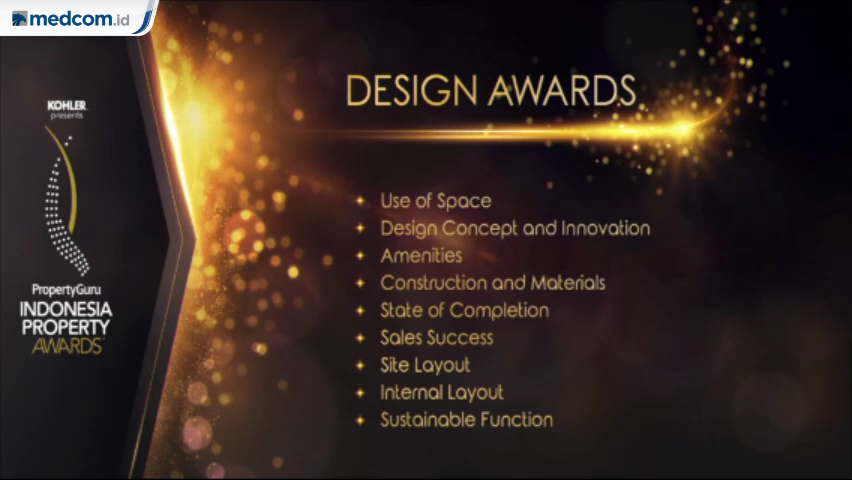 medcom.id
KOHLER
presents
PropertyGuru
INDONESIA
PROPERTY
AWARDS
DESIGN AWARDS
Use of Space
Design Concept and Innovation
Amenities
Construction and Materials
State of Completion
Sales Success
Site Layout
Internal Layout
Sustainable Function